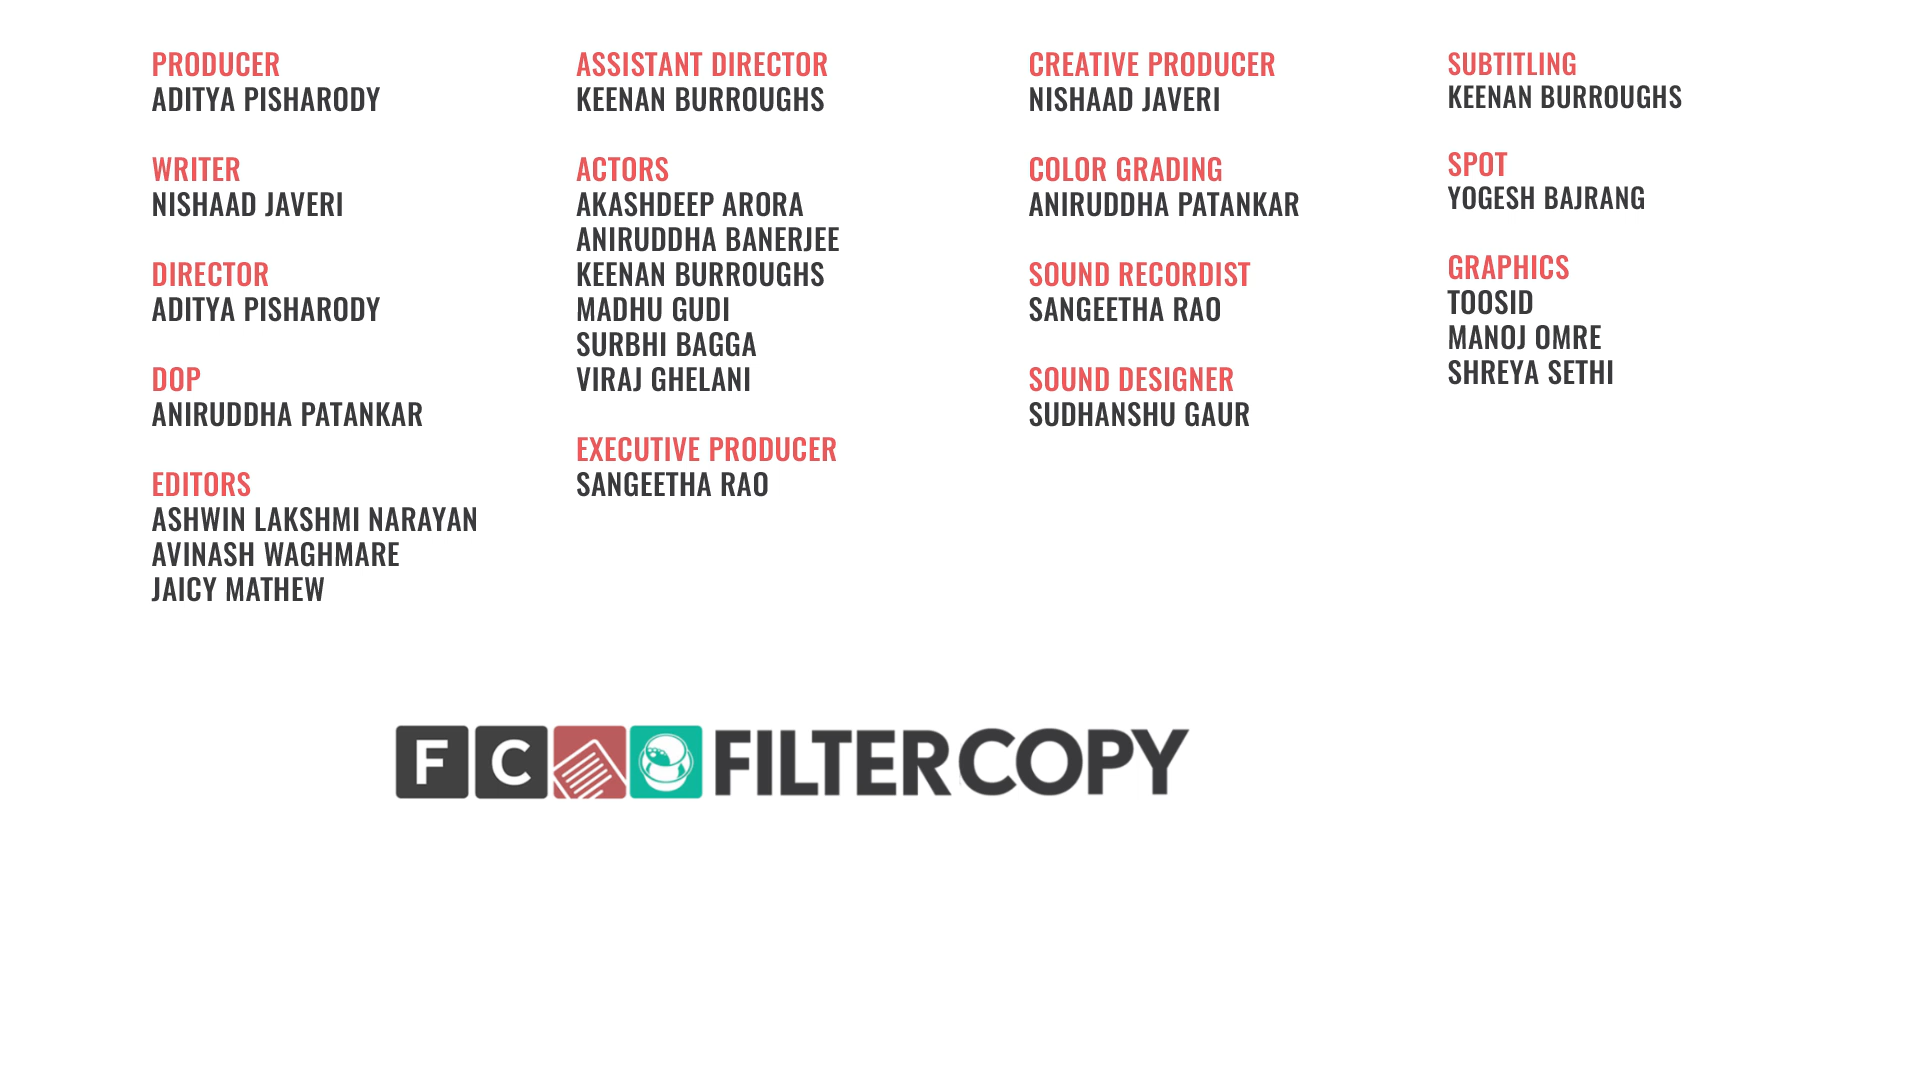 PRODUCER
ADITYA PISHARODY
WRITER
NISHAAD JAVERI
DIRECTOR
ADITYA PISHARODY
DOP
ANIRUDDHA PATANKAR
EDITORS
ASHWIN LAKSHMI NARAYAN
AVINASH WAGHMARE
JAICY MATHEW
ASSISTANT DIRECTOR
KEENAN BURROUGHS
ACTORS
AKASHDEEP ARORA
ANIRUDDHA BANERJEE
KEENAN BURROUGHS
MADHU GUDI
SURBHI BAGGA
VIRAJ GHELANI
EXECUTIVE PRODUCER
SANGEETHA RAO
CREATIVE PRODUCER
NISHAAD JAVERI
COLOR GRADING
ANIRUDDHA PATANKAR
SOUND RECORDIST
SANGEETHA RAO
SOUND DESIGNER
SUDHANSHU GAUR
SUBTITLING
KEENAN BURROUGHS
SPOT
YOGESH BAJRANG
GRAPHICS
TOOSID
MANOJ OMRE
SHREYA SETHI
FC FILTERCOPY